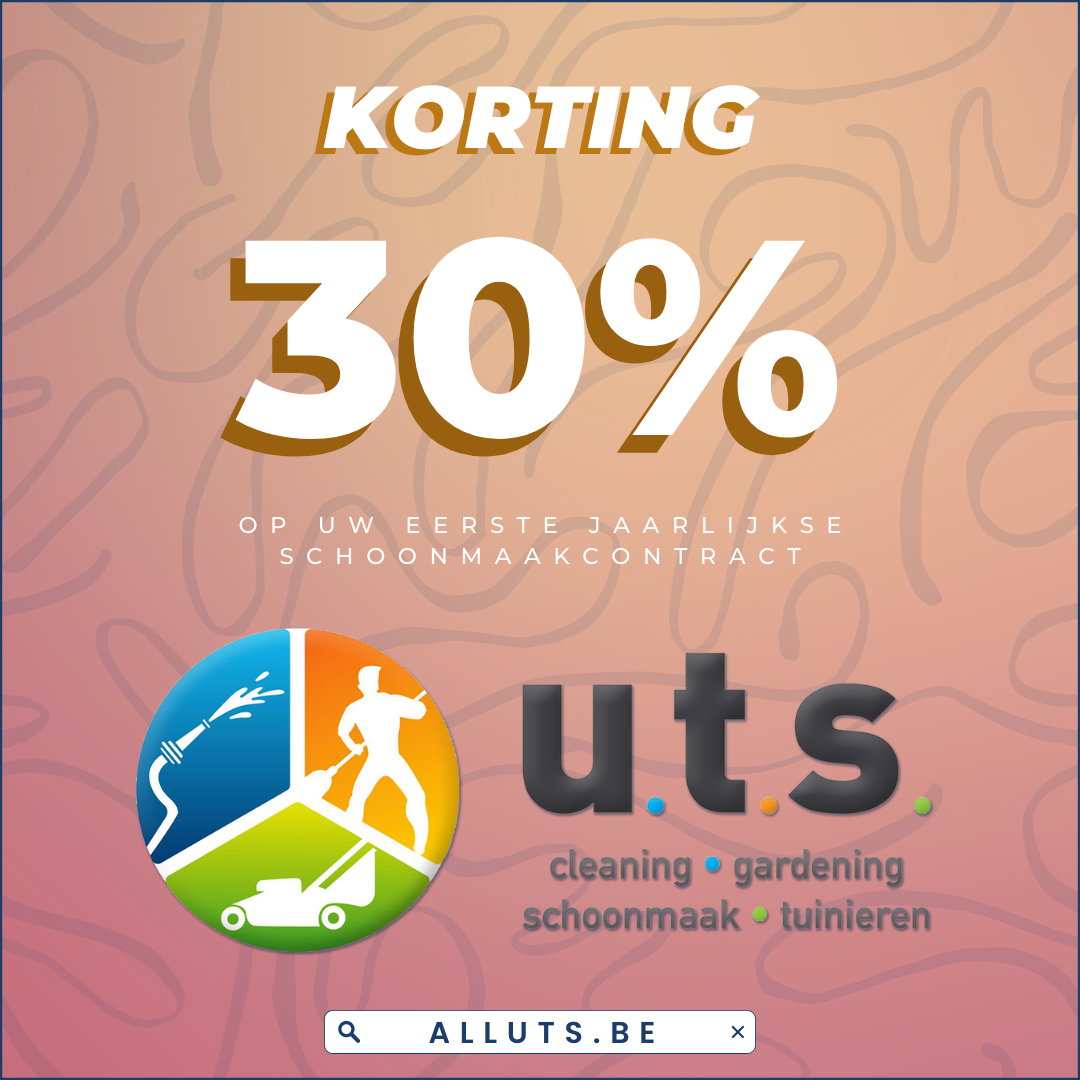 KORTING
30%
OP UW EERSTE JAARLIJKSE
SCHOONMAAKCONTRACT
u.t.s.
cleaning • gardening
schoonmaak • tuinieren
ALLUTS.BE